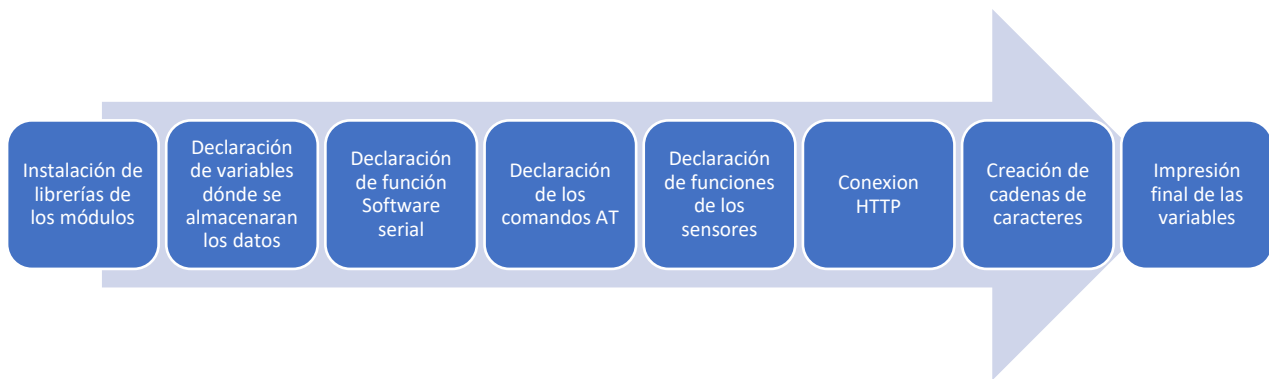 Instalación de
librerías de
los módulos
Declaración
de variables
dónde se
almacenaran
los datos
Declaración
de función
Software
serial
Declaración
de los
comandos AT
Declaración
de funciones
de los
sensores
Conexion
HTTP
Creación de
cadenas de
caracteres
Impresión
final de las
variables